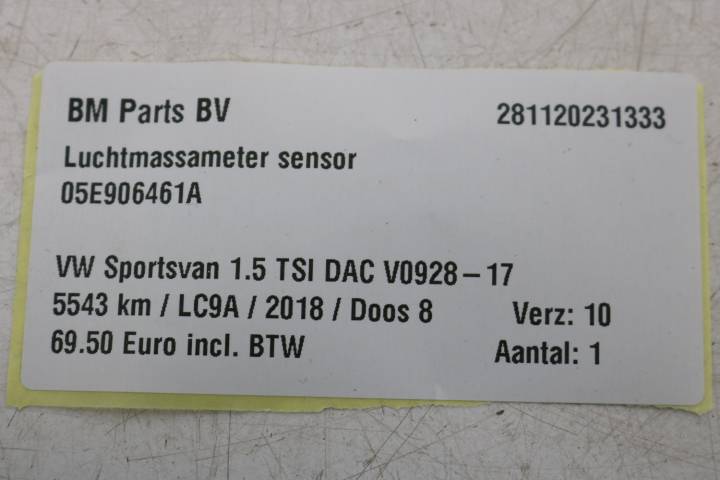 BM Parts BV 281120231333
Luchtmassameter sensor
05E906461A
VW Sportsvan 1.5 TSI DAC V0928-17
5543 km / LC9A / 2018 / Doos 8 Verz: 10
69.50 Euro incl. BTW Aantal: 1